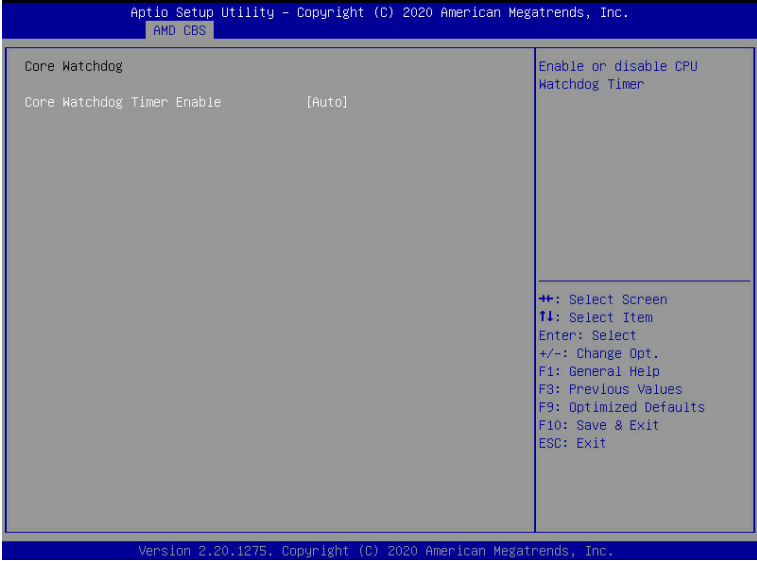 Aptio Setup Utility – Copyright (C) 2020 American Megatrends, Inc.
AMD CBS
Core Watchdog
Core Watchdog Timer Enable [Auto]
Enable or disable CPU
Watchdog Timer
→←: Select Screen
↑↓: Select Item
Enter: Select
+/-: Change Opt.
F1: General Help
F3: Previous Values
F9: Optimized Defaults
F10: Save & Exit
ESC: Exit
Version 2.20.1275. Copyright (C) 2020 American Megatrends, Inc.